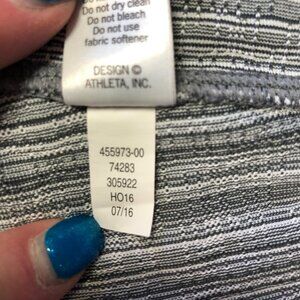 Do not dry clean
Do not bleach
Do not use
fabric softener
DESIGN ©
ATHLETA, INC.
455973-00
74283
305922
HO16
07/16